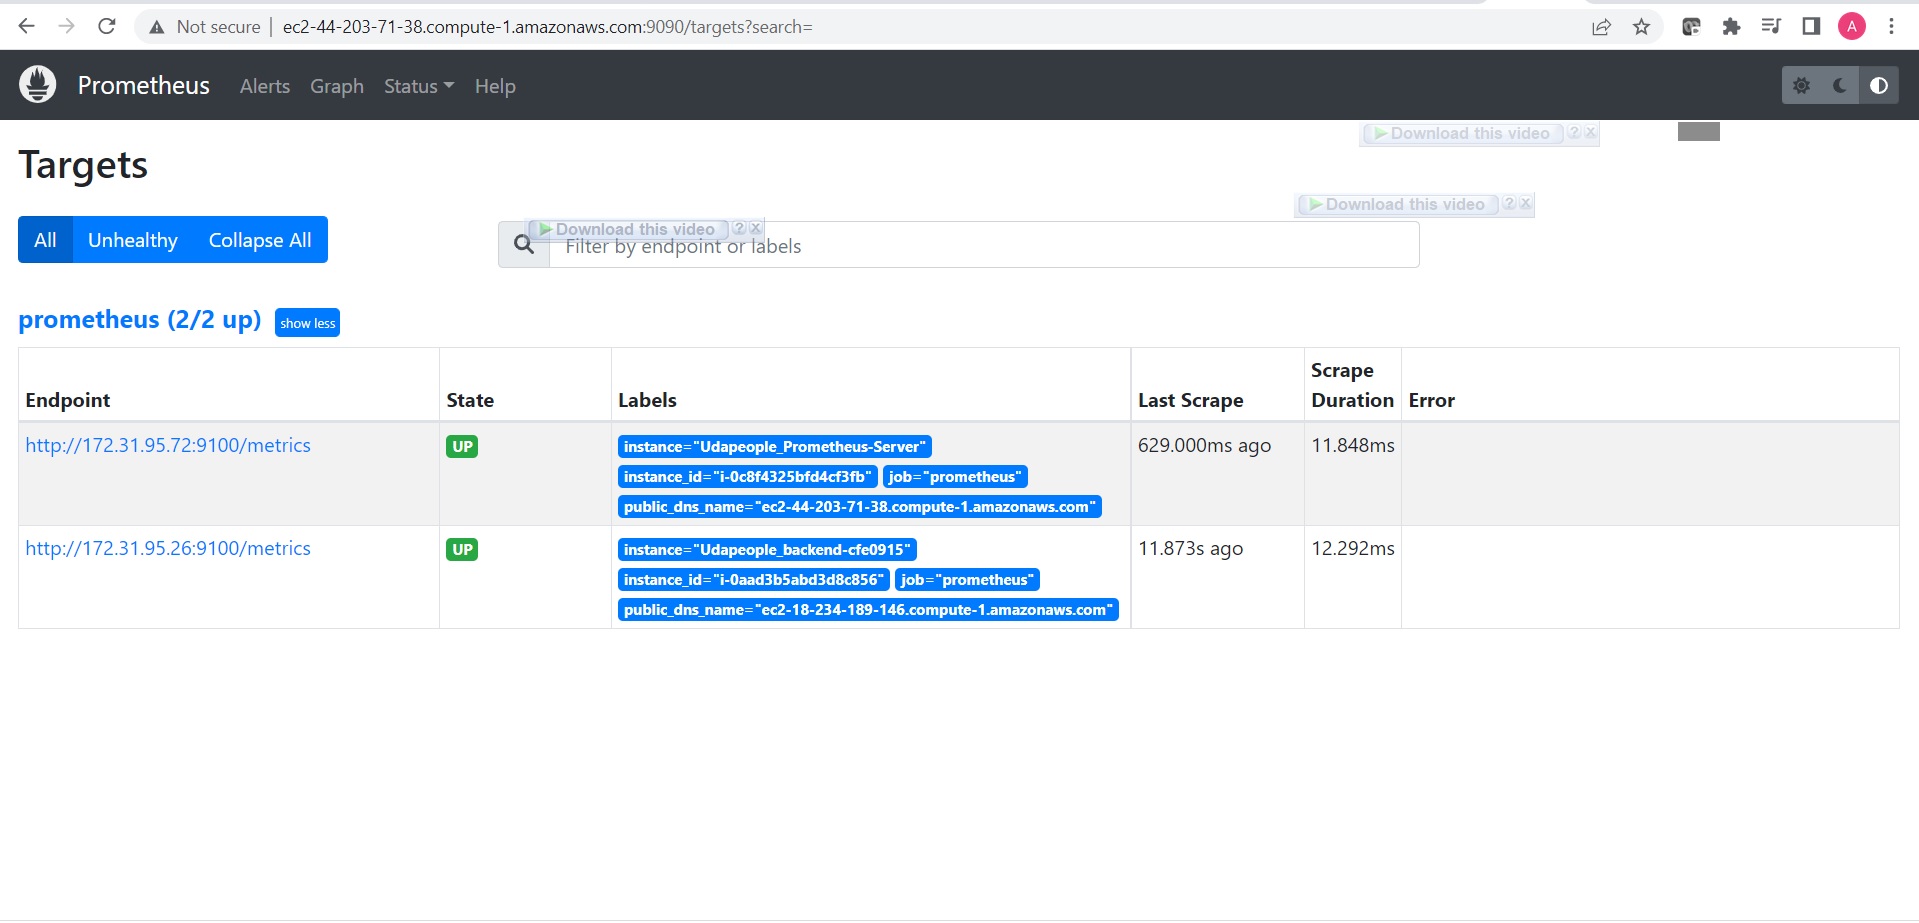 Not secure | ec2-44-203-71-38.compute-1.amazonaws.com:9090/targets?search=
A
Prometheus Alerts Graph Status Help
Download this video ? x
Targets
Download this video ? x
All Unhealthy Collapse All
Download this video ? x
Filter by endpoint or labels
prometheus (2/2 up) show less
Endpoint State Labels Last Scrape Scrape Duration Error
http://172.31.95.72:9100/metrics UP instance="Udapeople_Prometheus-Server" 629.000ms ago 11.848ms
instance_id="i-0c8f4325bfd4cf3fb" job="prometheus"
public_dns_name="ec2-44-203-71-38.compute-1.amazonaws.com"
http://172.31.95.26:9100/metrics UP instance="Udapeople_backend-cfe0915" 11.873s ago 12.292ms
instance_id="i-0aad3b5abd3d8c856" job="prometheus"
public_dns_name="ec2-18-234-189-146.compute-1.amazonaws.com"